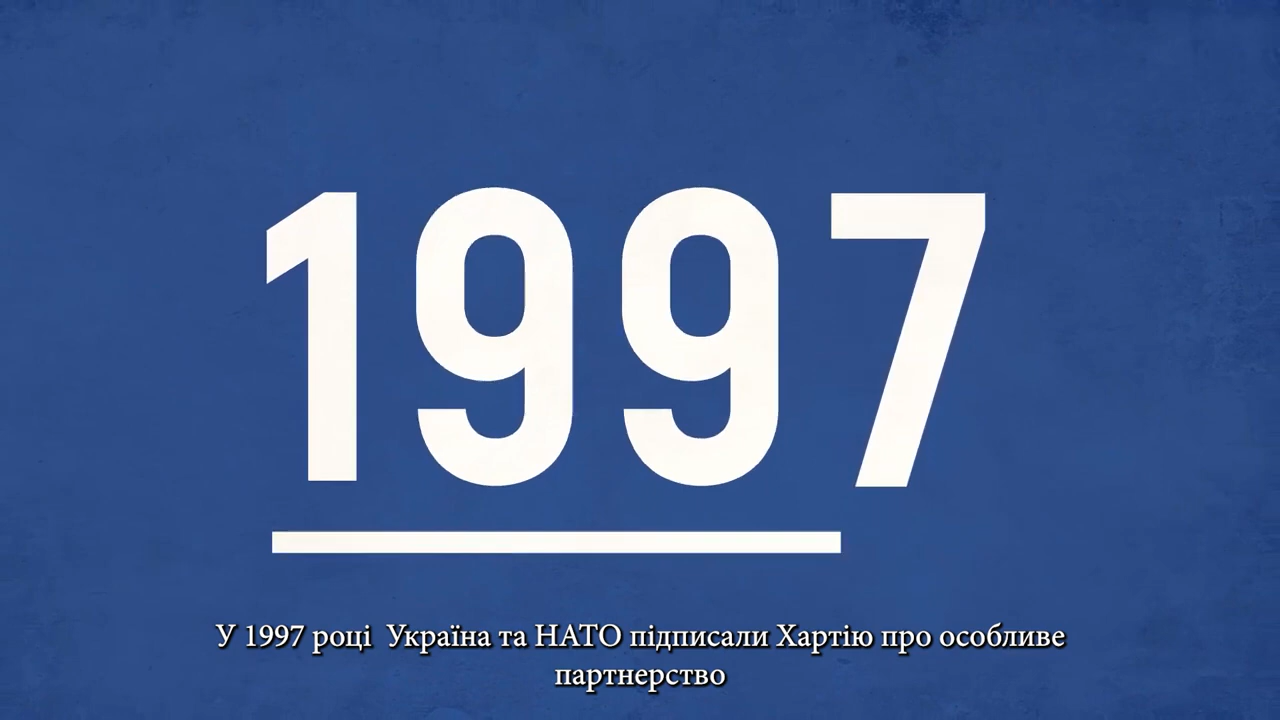 1997
У 1997 році  Україна та НАТО підписали Хартію про особливе
партнерство